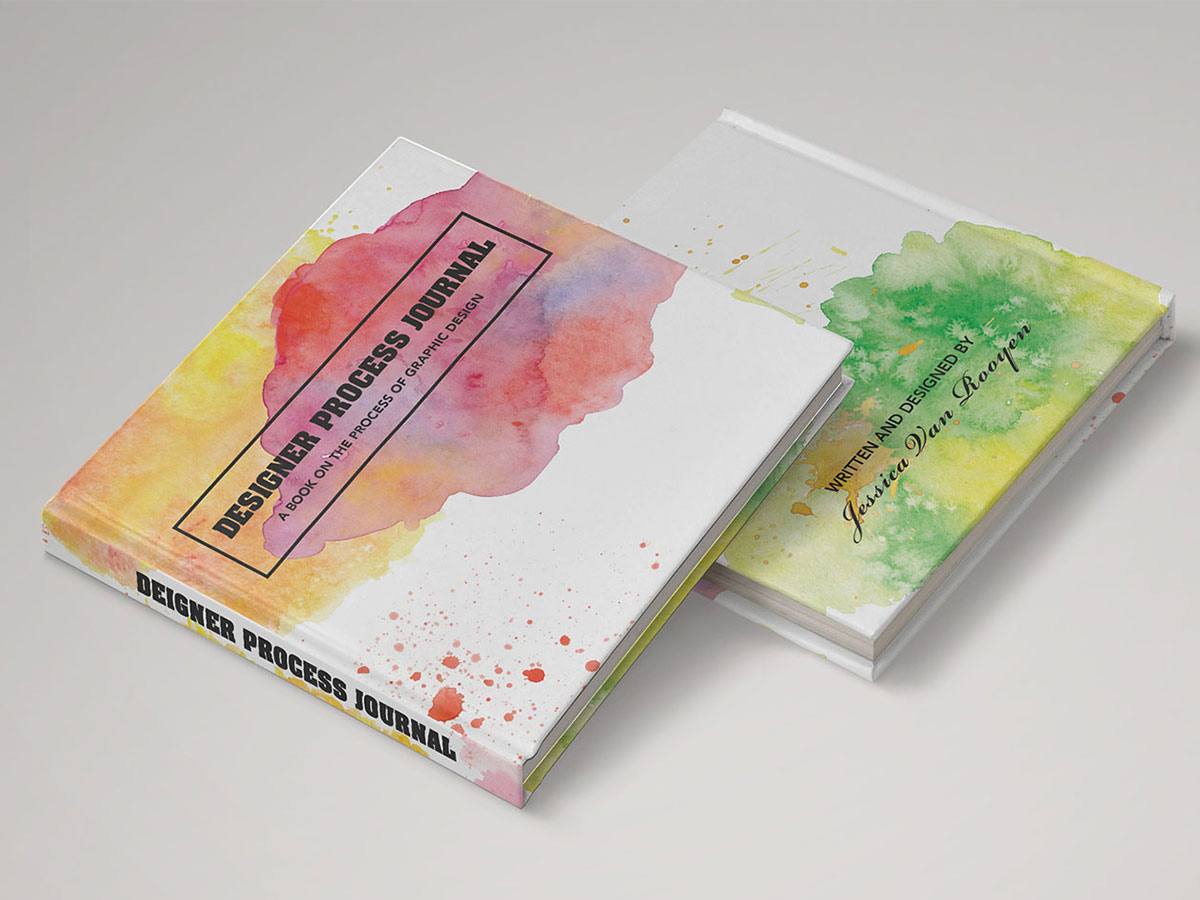 DESIGNER PROCESS JOURNAL
A BOOK ON THE PROCESS OF GRAPHIC DESIGN
DEIGNER PROCESS JOURNAL
WRITTEN AND DESIGNED BY
Jessica Van Rooyen